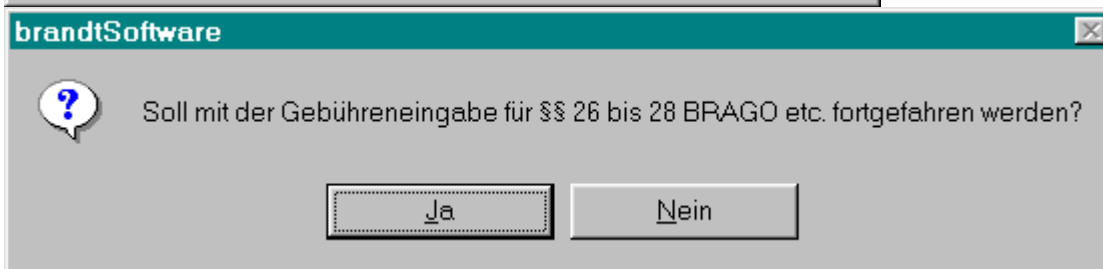 brandtSoftware
Soll mit der Gebühreneingabe für §§ 26 bis 28 BRAGO etc. fortgefahren werden?
Ja Nein